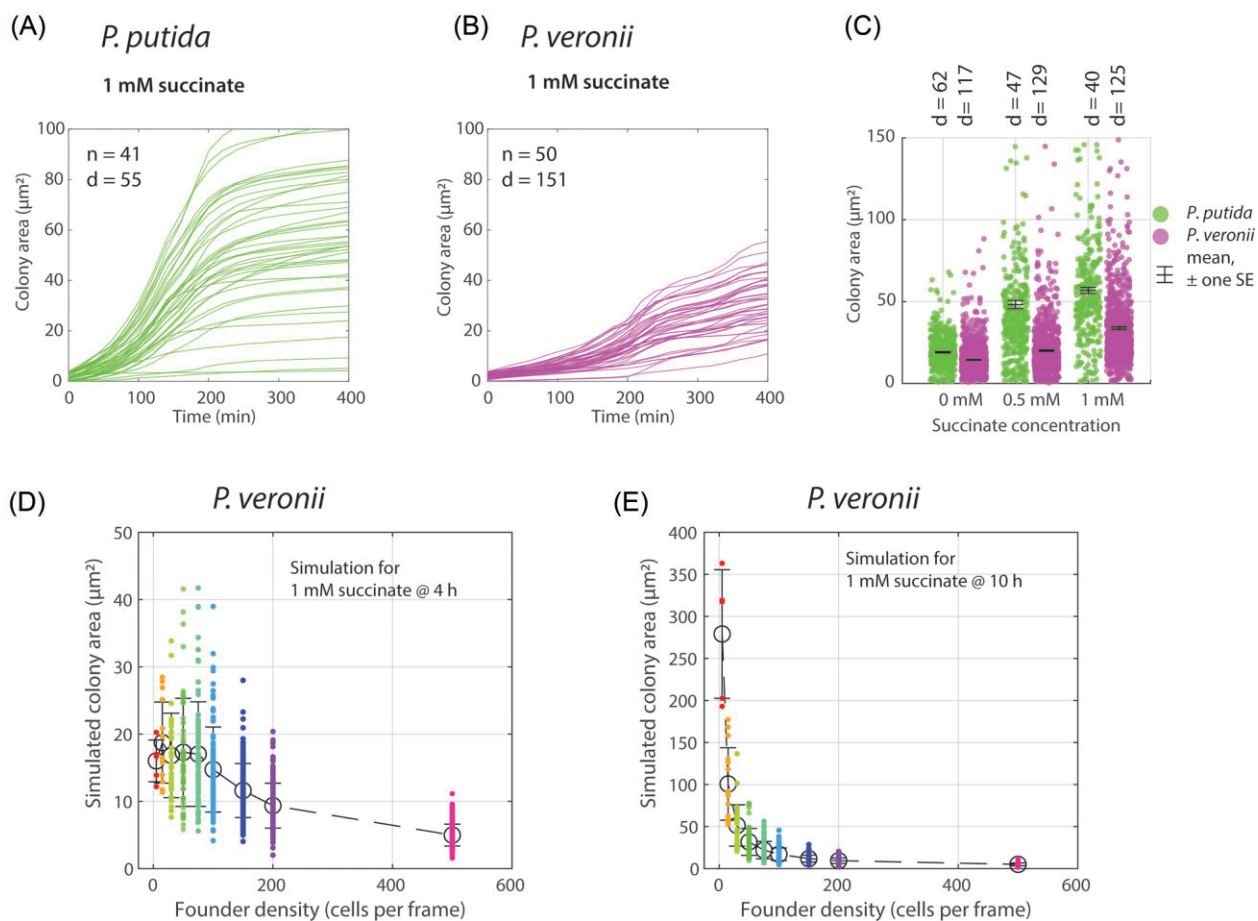 (A)
P. putida
1 mM succinate
n = 41
d = 55
Colony area (μm²)
100
80
60
40
20
0
0
100
200
300
400
Time (min)
(B)
P. veronii
1 mM succinate
n = 50
d = 151
Colony area (μm²)
100
80
60
40
20
0
0
100
200
300
400
Time (min)
(C)
d = 62
d = 117
d = 47
d = 129
d = 40
d = 125
Colony area (μm²)
150
100
50
0
0 mM
0.5 mM
1 mM
Succinate concentration
P. putida
P. veronii
mean,
± one SE
(D)
P. veronii
Simulation for
1 mM succinate @ 4 h
Simulated colony area (μm²)
50
40
30
20
10
0
0
200
400
600
Founder density (cells per frame)
(E)
P. veronii
Simulation for
1 mM succinate @ 10 h
Simulated colony area (μm²)
400
350
300
250
200
150
100
50
0
0
200
400
600
Founder density (cells per frame)